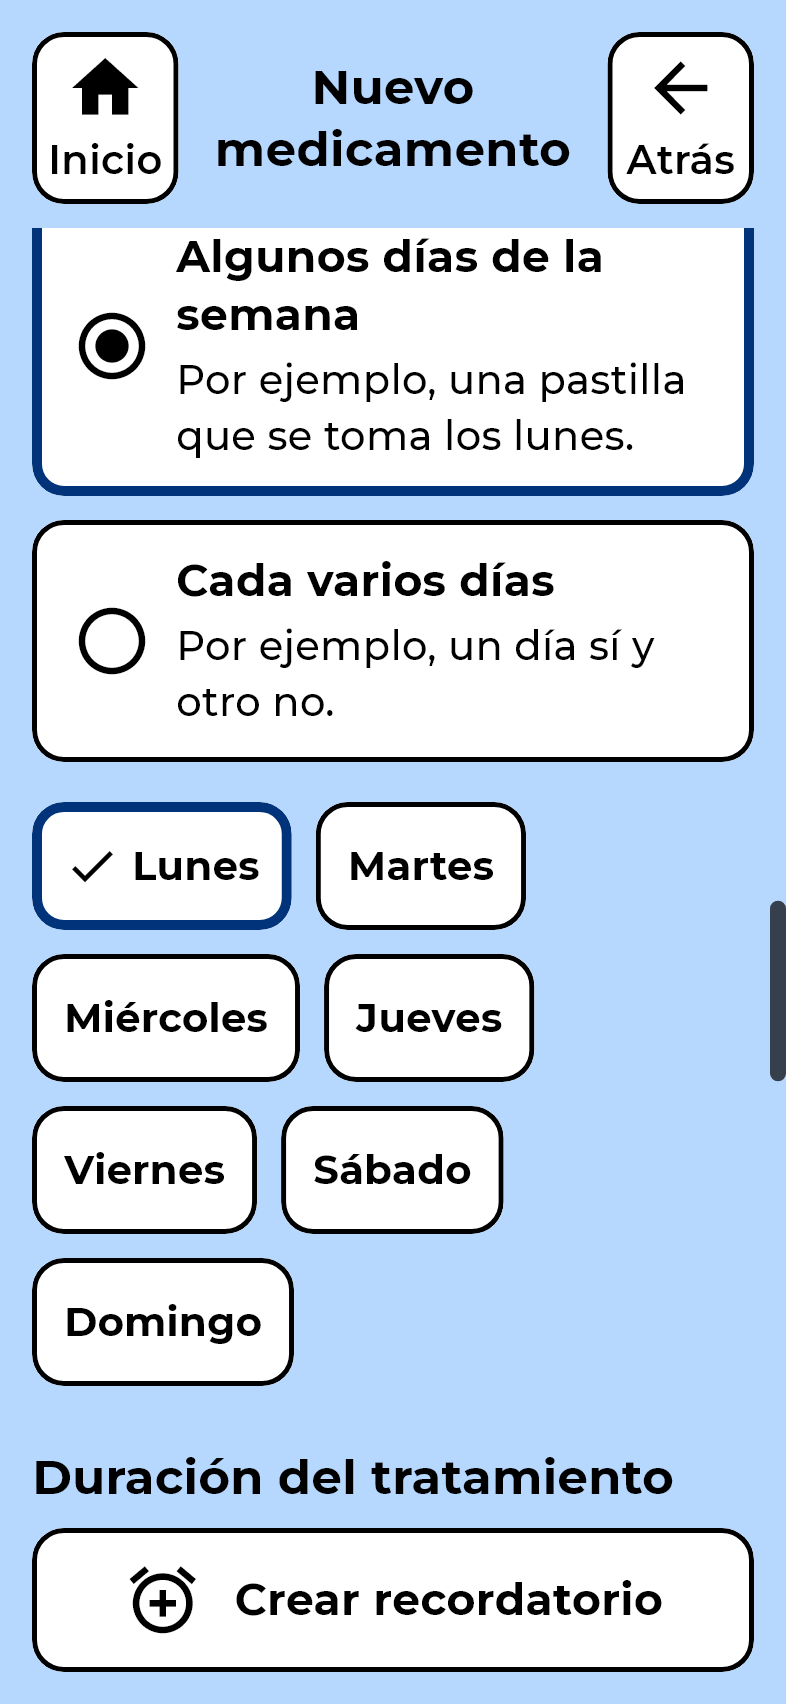 Inicio
Nuevo
medicamento
Atrás
Algunos días de la
semana
Por ejemplo, una pastilla
que se toma los lunes.
Cada varios días
Por ejemplo, un día sí y
otro no.
Lunes
Martes
Miércoles
Jueves
Viernes
Sábado
Domingo
Duración del tratamiento
Crear recordatorio